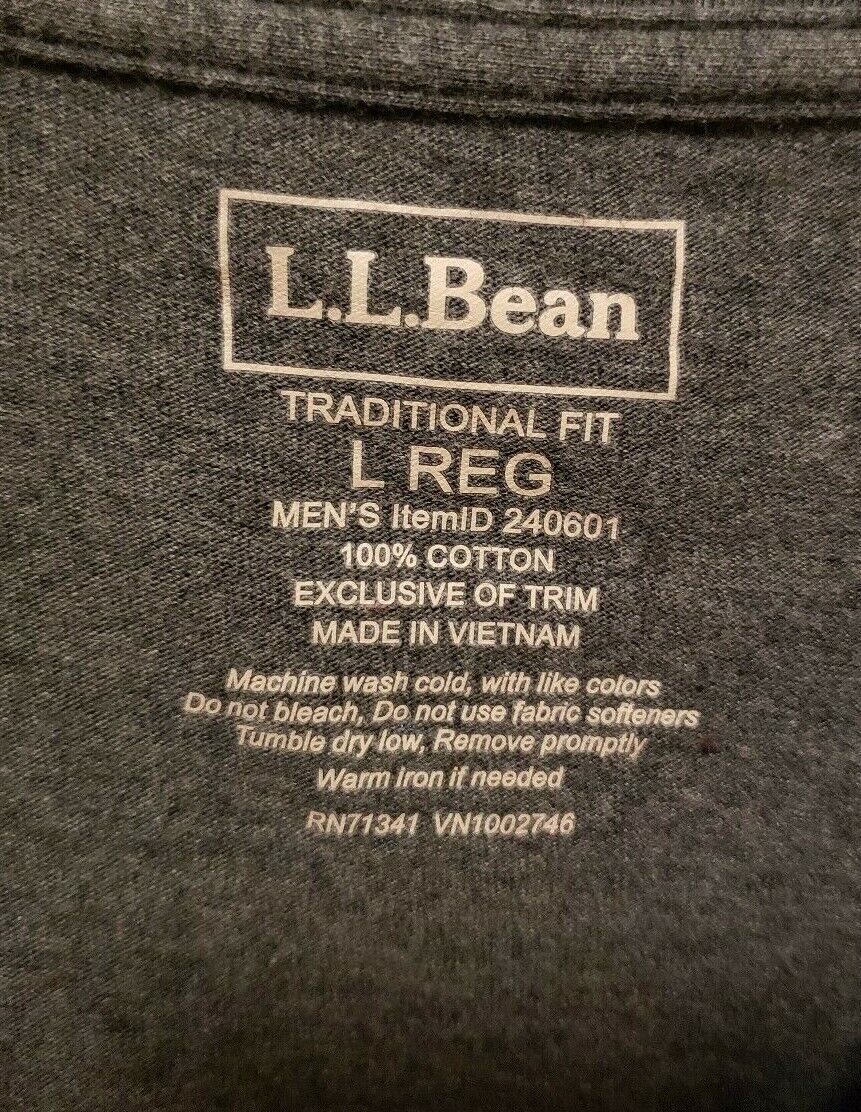 L.L.Bean
TRADITIONAL FIT
L REG
MEN'S ItemID 240601
100% COTTON
EXCLUSIVE OF TRIM
MADE IN VIETNAM
Machine wash cold, with like colors
Do not bleach, Do not use fabric softeners
Tumble dry low, Remove promptly
Warm iron if needed
RN71341 VN1002746